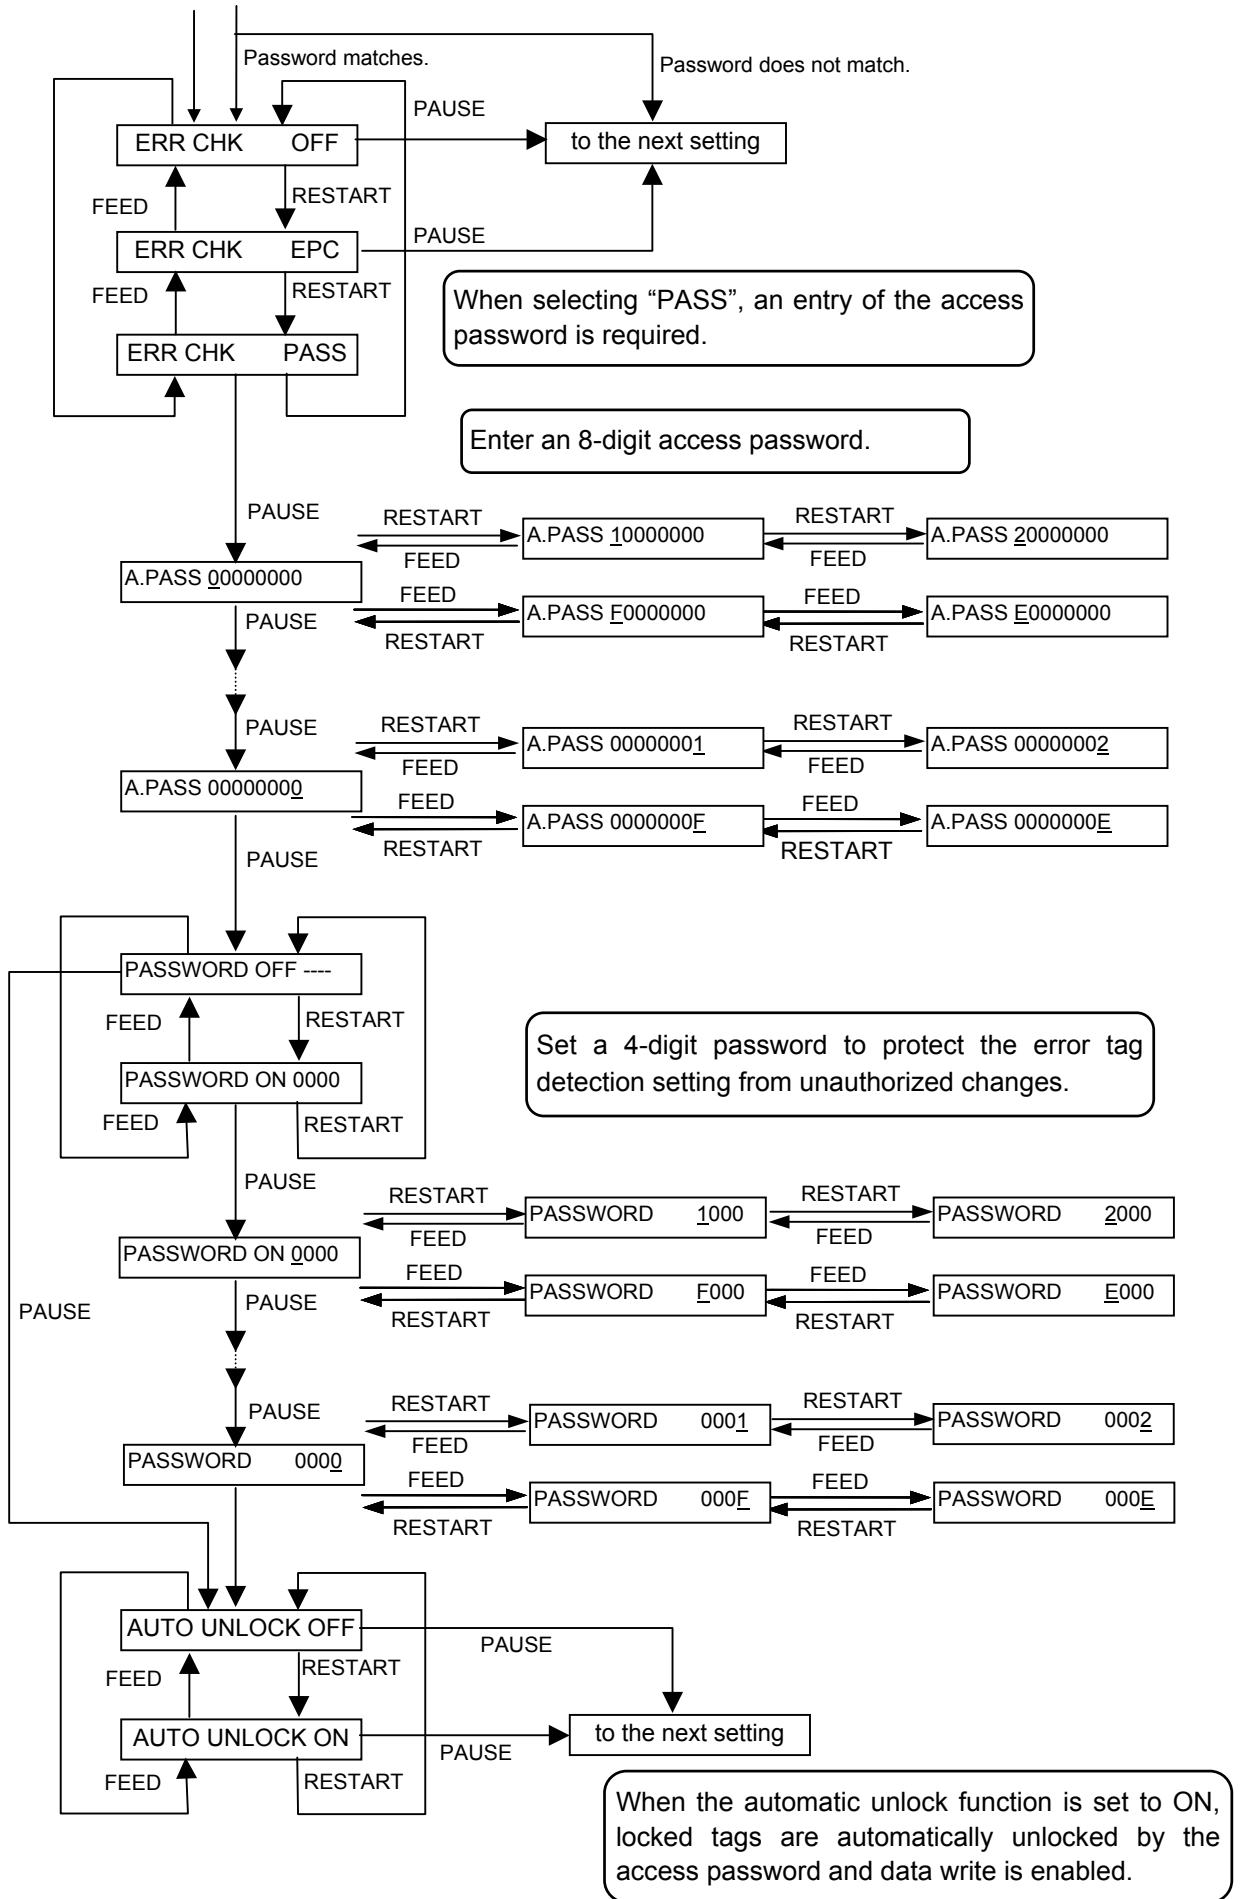 Password matches.
Password does not match.
PAUSE
ERR CHK OFF
to the next setting
FEED
RESTART
PAUSE
ERR CHK EPC
FEED
RESTART
When selecting “PASS”, an entry of the access
password is required.
ERR CHK PASS
Enter an 8-digit access password.
PAUSE
RESTART
A.PASS 10000000
RESTART
A.PASS 20000000
FEED
FEED
A.PASS 00000000
PAUSE
FEED
A.PASS F0000000
FEED
A.PASS E0000000
RESTART
RESTART
PAUSE
RESTART
A.PASS 00000001
RESTART
A.PASS 00000002
FEED
FEED
A.PASS 00000000
FEED
A.PASS 0000000F
FEED
A.PASS 0000000E
RESTART
RESTART
PAUSE
PASSWORD OFF ----
FEED
RESTART
PASSWORD ON 0000
FEED
RESTART
Set a 4-digit password to protect the error tag
detection setting from unauthorized changes.
PAUSE
RESTART
PASSWORD 1000
RESTART
PASSWORD 2000
FEED
FEED
PASSWORD ON 0000
PAUSE
PAUSE
FEED
PASSWORD F000
FEED
PASSWORD E000
RESTART
RESTART
PAUSE
RESTART
PASSWORD 0001
RESTART
PASSWORD 0002
FEED
FEED
PASSWORD 0000
FEED
PASSWORD 000F
FEED
PASSWORD 000E
RESTART
RESTART
AUTO UNLOCK OFF
PAUSE
FEED
RESTART
AUTO UNLOCK ON
PAUSE
to the next setting
FEED
RESTART
When the automatic unlock function is set to ON,
locked tags are automatically unlocked by the
access password and data write is enabled.